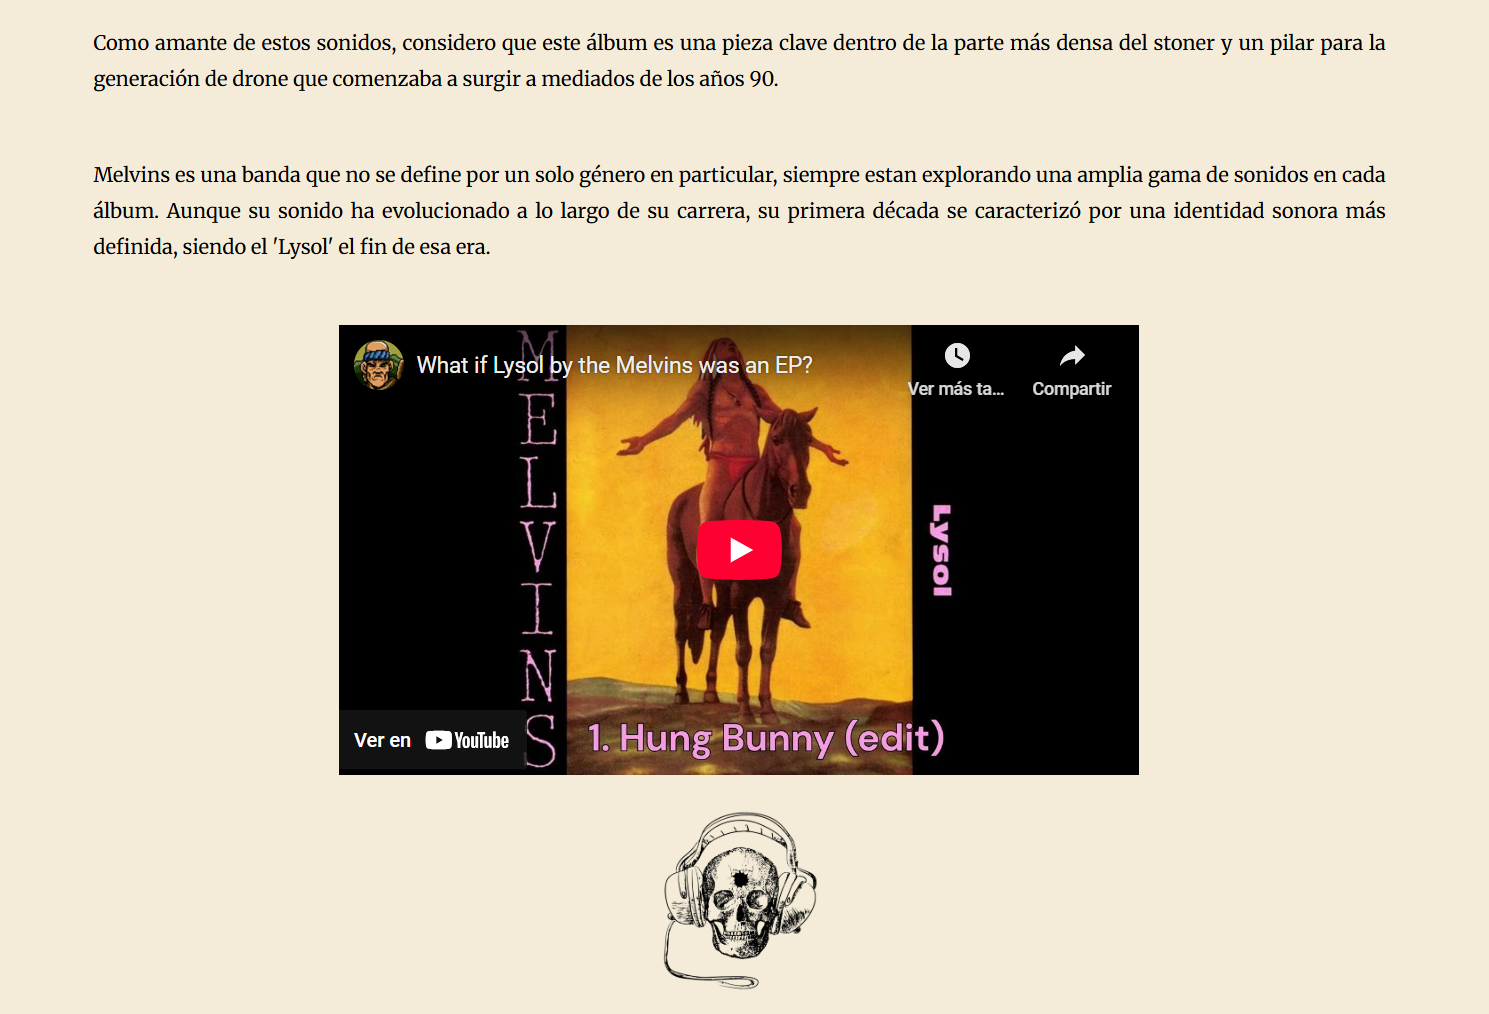 Como amante de estos sonidos, considero que este álbum es una pieza clave dentro de la parte más densa del stoner y un pilar para la
generación de drone que comenzaba a surgir a mediados de los años 90.
Melvins es una banda que no se define por un solo género en particular, siempre estan explorando una amplia gama de sonidos en cada
álbum. Aunque su sonido ha evolucionado a lo largo de su carrera, su primera década se caracterizó por una identidad sonora más
definida, siendo el 'Lysol' el fin de esa era.
What if Lysol by the Melvins was an EP?
Ver más ta...
Compartir
MELVINS
Lysol
1. Hung Bunny (edit)
Ver en YouTube